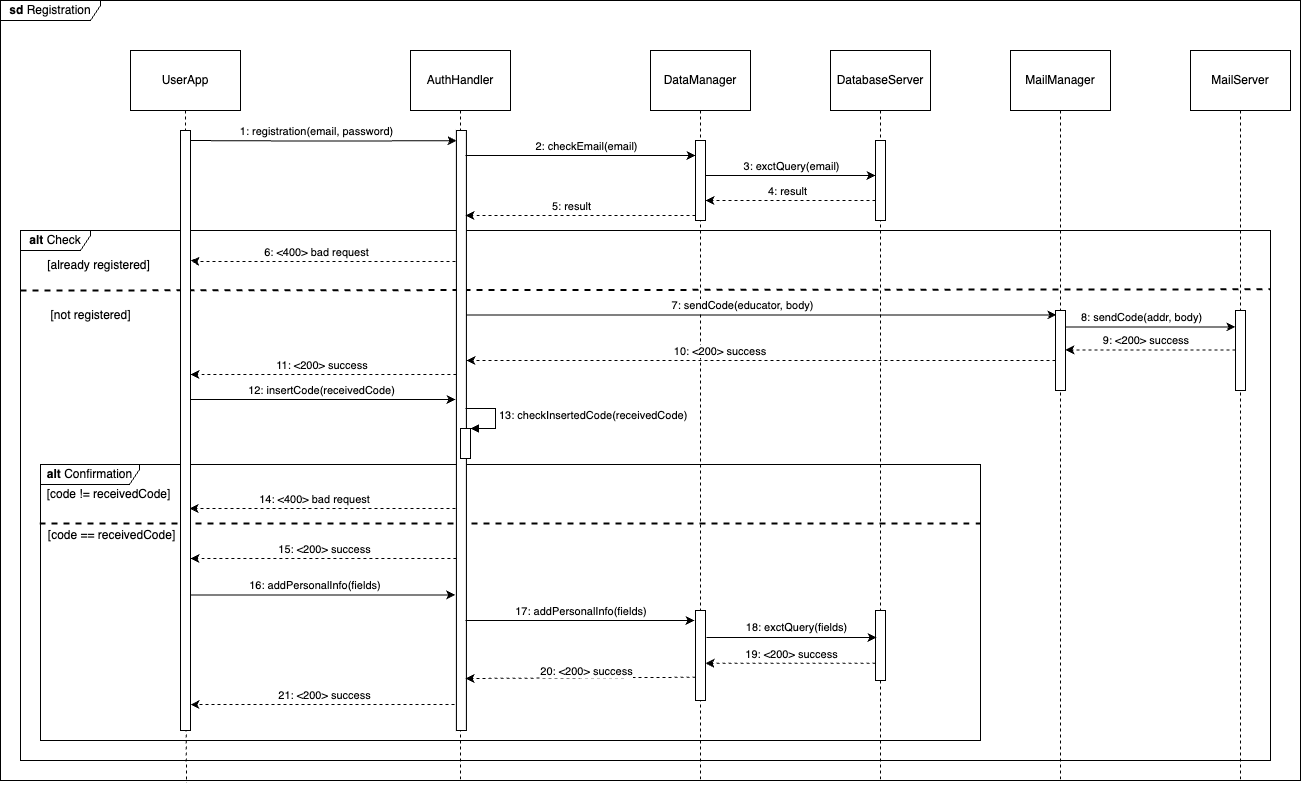 sd Registration
UserApp
AuthHandler
DataManager
DatabaseServer
MailManager
MailServer
1: registration(email, password)
2: checkEmail(email)
3: exctQuery(email)
4: result
5: result
alt Check
6: <400> bad request
[already registered]
7: sendCode(educator, body)
[not registered]
8: sendCode(addr, body)
9: <200> success
10: <200> success
11: <200> success
12: insertCode(receivedCode)
13: checkInsertedCode(receivedCode)
alt Confirmation
[code != receivedCode]
14: <400> bad request
[code == receivedCode]
15: <200> success
16: addPersonalInfo(fields)
17: addPersonalInfo(fields)
18: exctQuery(fields)
19: <200> success
20: <200> success
21: <200> success